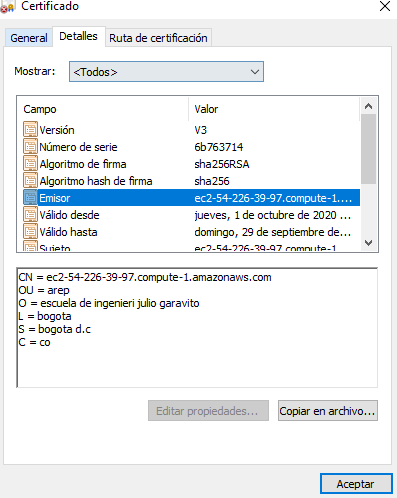 Certificado
General Detalles Ruta de certificación
Mostrar: <Todos>
Campo Valor
Versión V3
Número de serie 6b763714
Algoritmo de firma sha256RSA
Algoritmo hash de firma sha256
Emisor ec2-54-226-39-97.compute-1....
Válido desde jueves, 1 de octubre de 2020 ...
Válido hasta domingo, 29 de septiembre de...
Sujeto ec2-54-226-39-97.compute-1
CN = ec2-54-226-39-97.compute-1.amazonaws.com
OU = arep
O = escuela de ingenieri julio garavito
L = bogota
S = bogota d.c
C = co
Editar propiedades... Copiar en archivo...
Aceptar